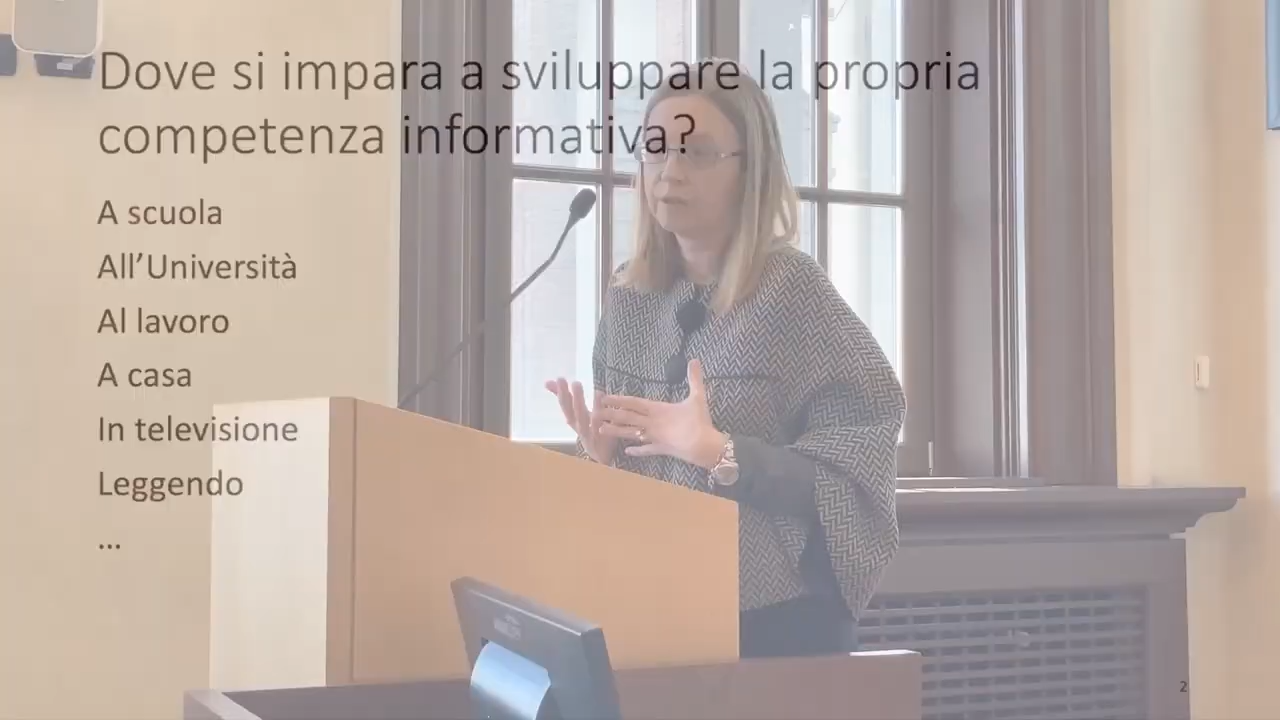 Dove si impara a sviluppare la propria
competenza informativa?
A scuola
All’Università
Al lavoro
A casa
In televisione
Leggendo
...
2